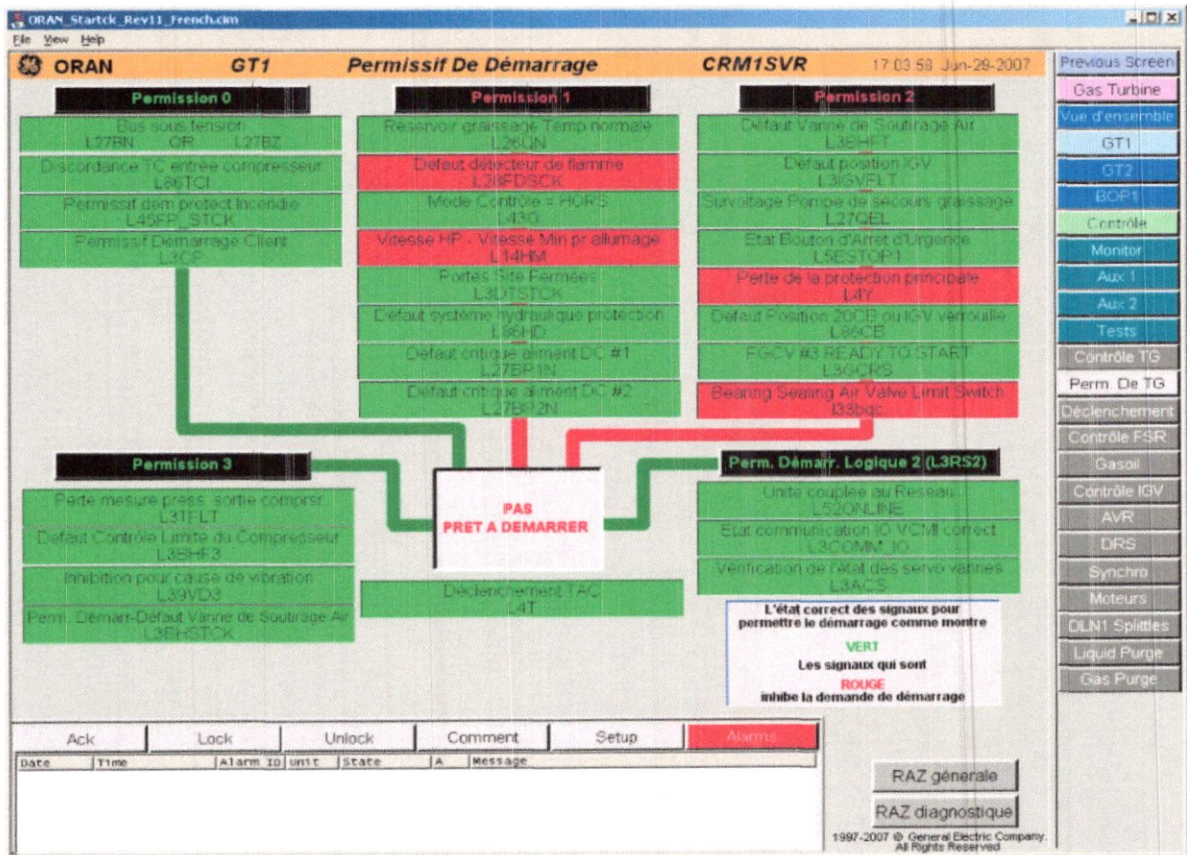 ORAN_Startck_Rev11_French.cim
File View Help
ORAN GT1 Permissif De Démarrage CRM1SVR 17:03:58 Jun-29-2007
Permission 0
Bus sous tension
L27BN OR L27BZ
Discordance TC entrée compresseur
L86TCI
Permissif dem protect Incendie
L45FP_STCK
Permissif Démarrage Client
L3CP
Permission 1
Reservoir graissage Temp normale
L26QN
Défaut détecteur de flamme
L28FDSCK
Mode Contrôle = HORS
L43O
Vitesse HP - Vitesse Min pr allumage
L14HM
Portes Site Fermées
L3DTSTCK
Défaut système hydraulique protection
L86HD
Défaut critique aliment DC #1
L27BP1N
Défaut critique aliment DC #2
L27BP2N
Permission 2
Défaut Vanne de Soutirage Air
L3BHFT
Défaut position IGV
L3IGVFLT
Survoltage Pompe de secours graissage
L27QEL
Etat Bouton d'Arret d'Urgence
L5ESTOP1
Perte de la protection principale
L4Y
Défaut Position 20CB ou IGV verrouillé
L86CB
FGCV #3 READY TO START
L3GCRS
Bearing Sealing Air Valve Limit Switch
l33bqc
Permission 3
Perte mesure press. sortie comprsr
L3TFLT
Defaut Contrôle Limite du Compresseur
L3BHF3
Inhibition pour cause de vibration
L39VD3
Perm. Démarr-Défaut Vanne de Soutirage Air
L3BHSTCK
PAS
PRET A DEMARRER
Déclenchement TAC
L4T
Perm. Démarr. Logique 2 (L3RS2)
Unite couplee au Reseau
L52ONLINE
Etat communication IO VCMI correct
L3COMM_IO
Vérification de l'état des servo vannes
L3ACS
L'état correct des signaux pour
permettre le démarrage comme montre
VERT
Les signaux qui sont
ROUGE
inhibe la demande de démarrage
Previous Screen
Gas Turbine
Vue d'ensemble
GT1
GT2
BOP1
Contrôle
Monitor
Aux 1
Aux 2
Tests
Contrôle TG
Perm. De TG
Déclenchement
Contrôle FSR
Gasoil
Contrôle IGV
AVR
DRS
Synchro
Moteurs
DLN1 Splittles
Liquid Purge
Gas Purge
Ack Lock Unlock Comment Setup Alarms
Date Time Alarm ID Unit State A Message
RAZ génerale
RAZ diagnostique
1997-2007 © General Electric Company.
All Rights Reserved